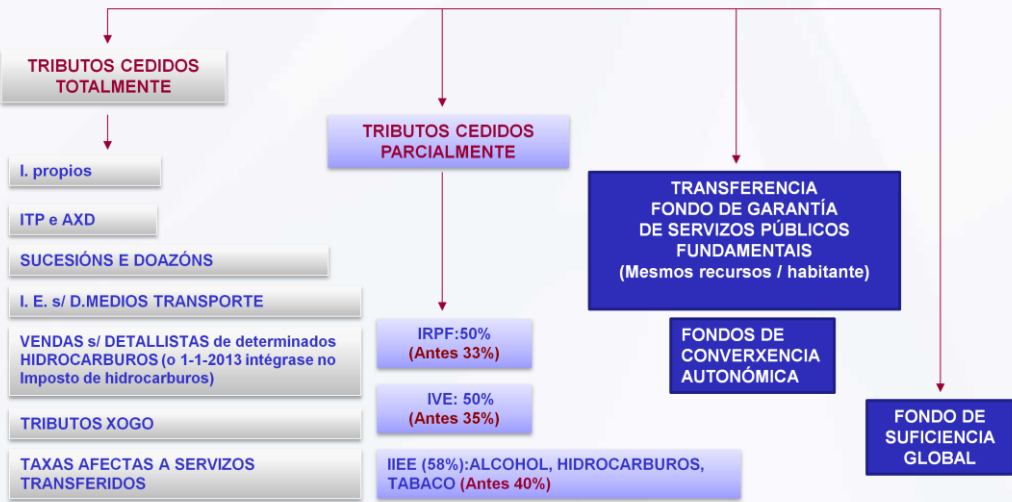 TRIBUTOS CEDIDOS
TOTALMENTE
I. propios
ITP e AXD
SUCESIÓNS E DOAZÓNS
I. E. s/ D.MEDIOS TRANSPORTE
VENDAS s/ DETALLISTAS de determinados
HIDROCARBUROS (o 1-1-2013 intégrase no
Imposto de hidrocarburos)
TRIBUTOS XOGO
TAXAS AFECTAS A SERVIZOS
TRANSFERIDOS
TRIBUTOS CEDIDOS
PARCIALMENTE
IRPF:50%
(Antes 33%)
IVE: 50%
(Antes 35%)
IIEE (58%):ALCOHOL, HIDROCARBUROS,
TABACO (Antes 40%)
TRANSFERENCIA
FONDO DE GARANTÍA
DE SERVIZOS PÚBLICOS
FUNDAMENTAIS
(Mesmos recursos / habitante)
FONDOS DE
CONVERXENCIA
AUTONÓMICA
FONDO DE
SUFICIENCIA
GLOBAL